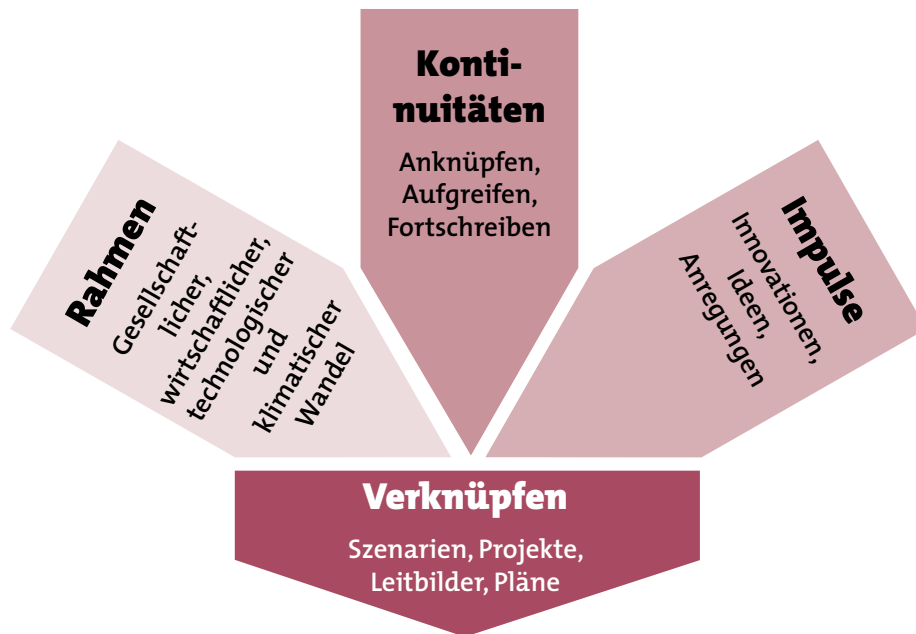 Rahmen
Gesellschaft-
licher,
wirtschaftlicher,
technologischer
und
klimatischer
Wandel
Konti-
nuitäten
Anknüpfen,
Aufgreifen,
Fortschreiben
Impulse
Innovationen,
Ideen,
Anregungen
Verknüpfen
Szenarien, Projekte,
Leitbilder, Pläne